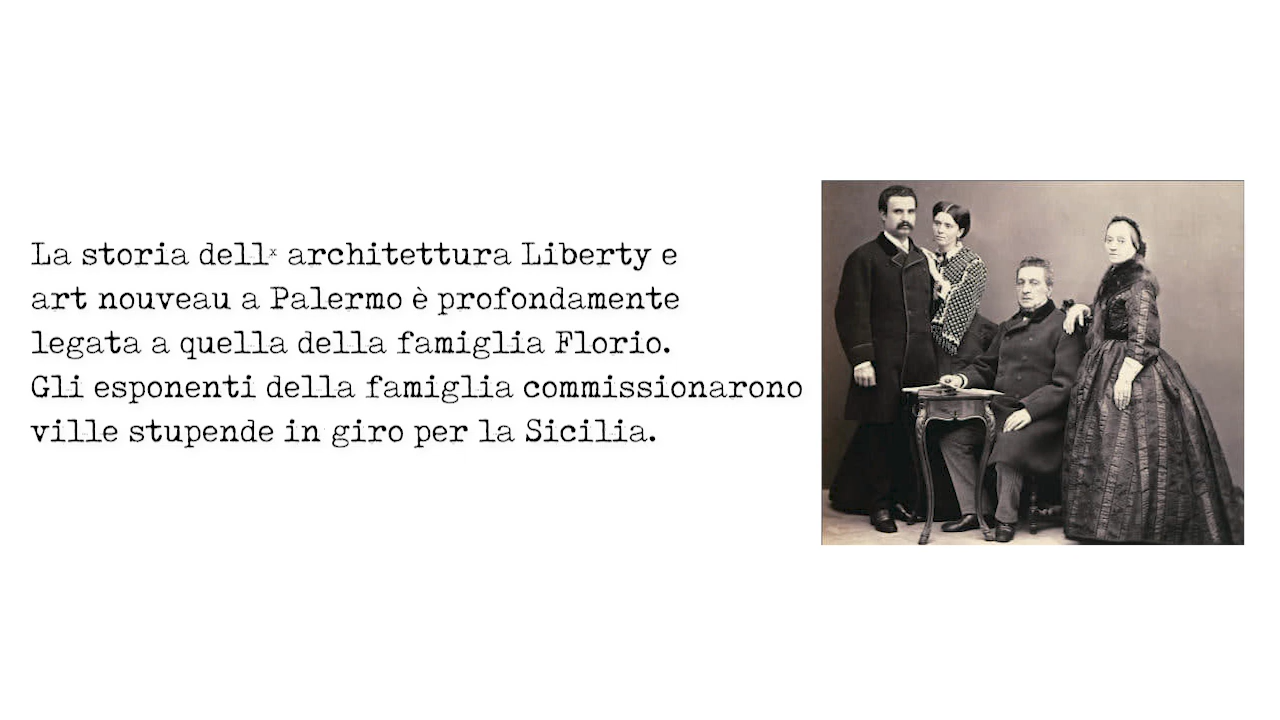 La storia dellx architettura Liberty e
art nouveau a Palermo è profondamente
legata a quella della famiglia Florio.
Gli esponenti della famiglia commissionarono
ville stupende in giro per la Sicilia.